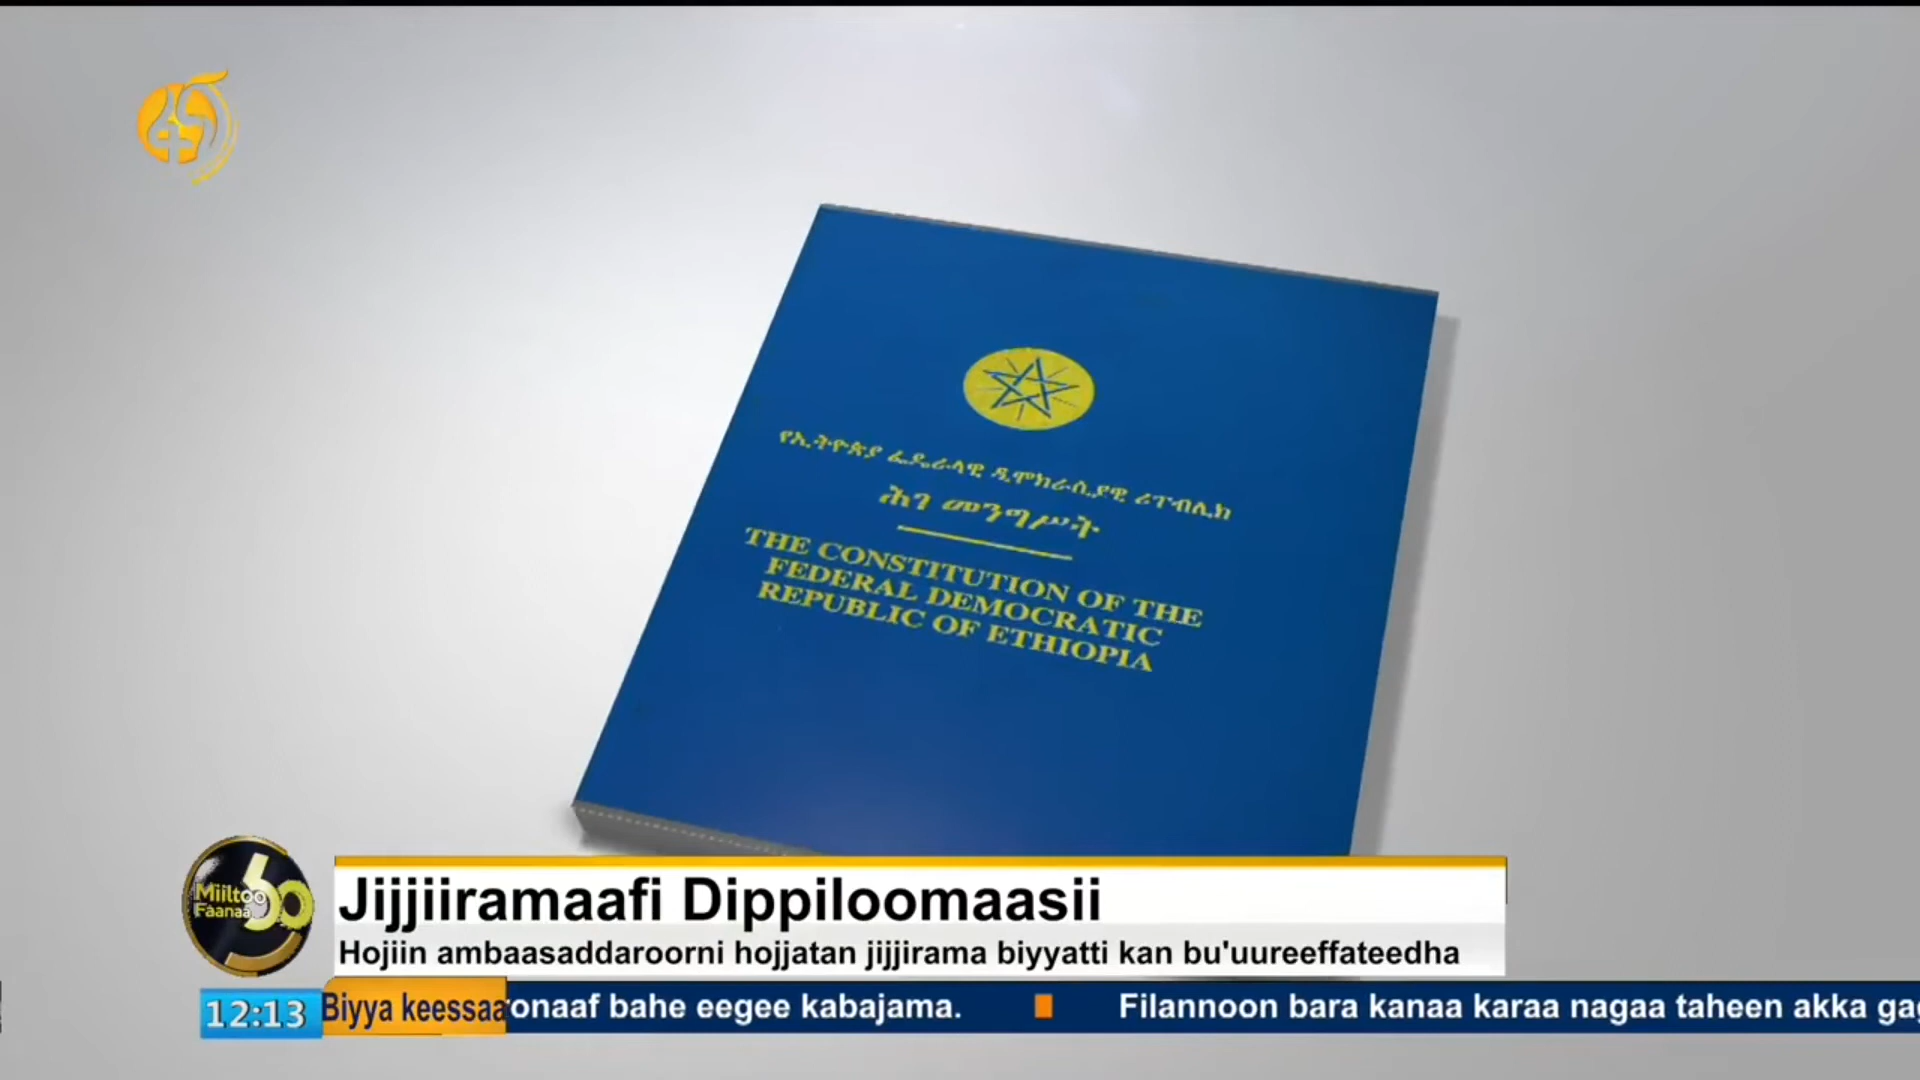 የኢትዮጵያ ፌዴራላዊ ዲሞክራሲያዊ ሪፐብሊክ
ሕገ መንግሥት
THE CONSTITUTION OF THE
FEDERAL DEMOCRATIC
REPUBLIC OF ETHIOPIA
Miiltoo
Faanaa
60
Jijjiiramaafi Dippiloomaasii
Hojiin ambaasaddaroorni hojjatan jijjirama biyyatti kan bu'uureeffateedha
12:13 Biyya keessaa onaaf bahe eegee kabajama. Filannoon bara kanaa karaa nagaa taheen akka